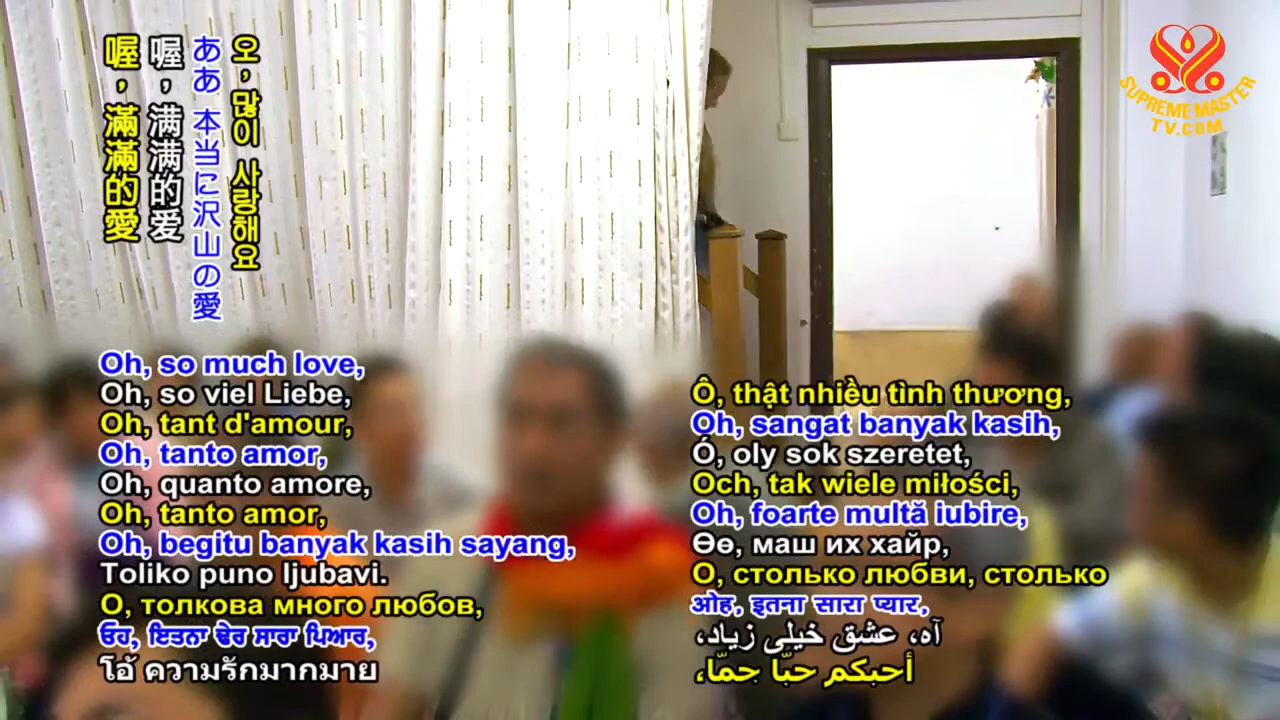 喔，滿滿的愛
喔，满满的爱
ああ 本当に沢山の愛
오, 많이 사랑해요
SUPREME MASTER
TV.COM
Oh, so much love,
Oh, so viel Liebe,
Oh, tant d'amour,
Oh, tanto amor,
Oh, quanto amore,
Oh, tanto amor,
Oh, begitu banyak kasih sayang,
Toliko puno ljubavi.
О, толкова много любов,
ਓਹ, ਇਤਨਾ ਢੇਰ ਸਾਰਾ ਪਿਆਰ,
โอ้ ความรักมากมาย
Ô, thật nhiều tình thương,
Oh, sangat banyak kasih,
Ó, oly sok szeretet,
Och, tak wiele miłości,
Oh, foarte multă iubire,
Өө, маш их хайр,
О, столько любви, столько
ओह, इतना सारा प्यार,
آه، عشق خیلی زیاد،
أحبكم حبّا جمّا،